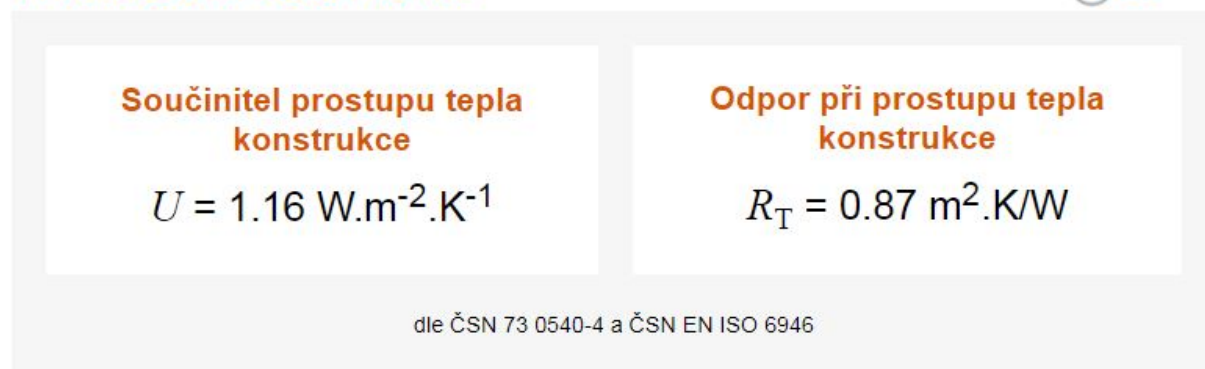 Součinitel prostupu tepla
konstrukce
U = 1.16 W.m⁻².K⁻¹
Odpor při prostupu tepla
konstrukce
R_T = 0.87 m².K/W
dle ČSN 73 0540-4 a ČSN EN ISO 6946